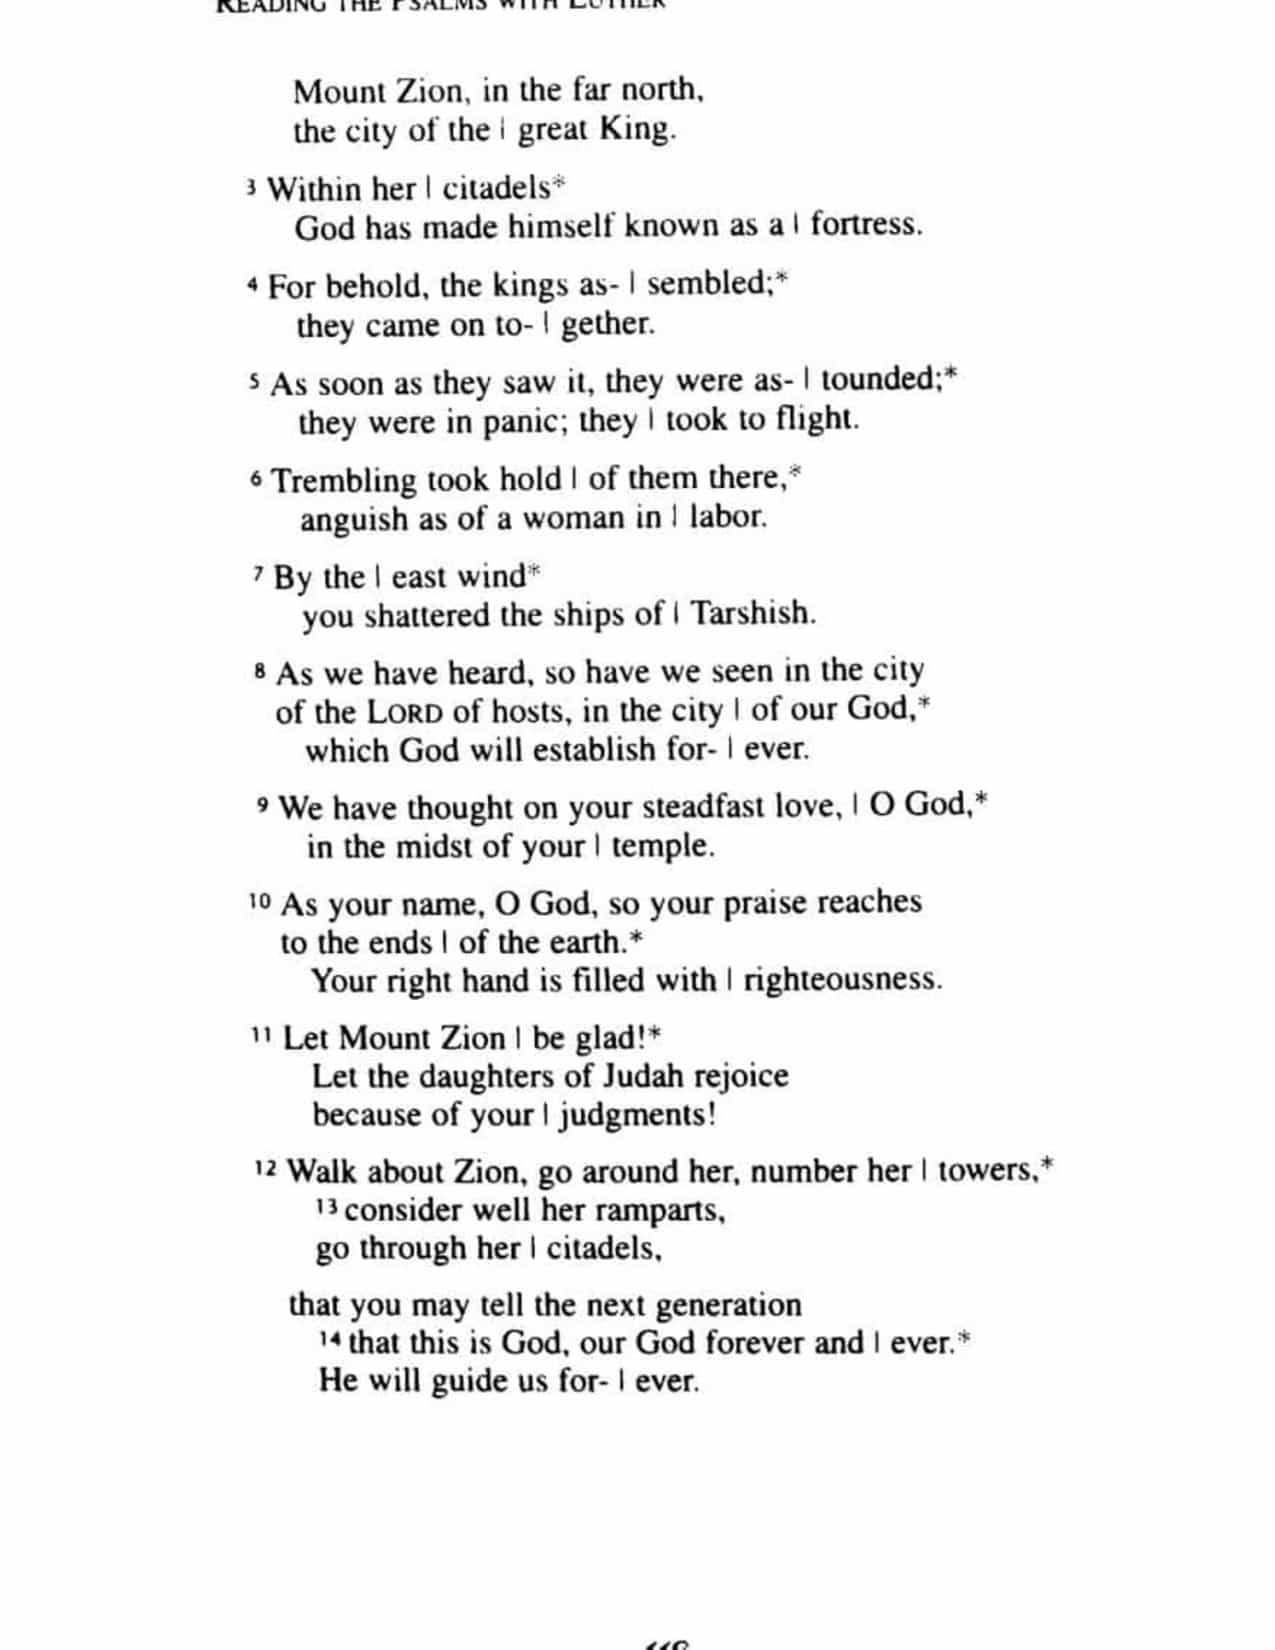 READING THE PSALMS WITH LUTHER
Mount Zion, in the far north,
the city of the | great King.
3 Within her | citadels*
God has made himself known as a | fortress.
4 For behold, the kings as- | sembled;*
they came on to- | gether.
5 As soon as they saw it, they were as- | tounded;*
they were in panic; they | took to flight.
6 Trembling took hold | of them there,*
anguish as of a woman in | labor.
7 By the | east wind*
you shattered the ships of | Tarshish.
8 As we have heard, so have we seen in the city
of the LORD of hosts, in the city | of our God,*
which God will establish for- | ever.
9 We have thought on your steadfast love, | O God,*
in the midst of your | temple.
10 As your name, O God, so your praise reaches
to the ends | of the earth.*
Your right hand is filled with | righteousness.
11 Let Mount Zion | be glad!*
Let the daughters of Judah rejoice
because of your | judgments!
12 Walk about Zion, go around her, number her | towers,*
13 consider well her ramparts,
go through her | citadels,
that you may tell the next generation
14 that this is God, our God forever and | ever.*
He will guide us for- | ever.